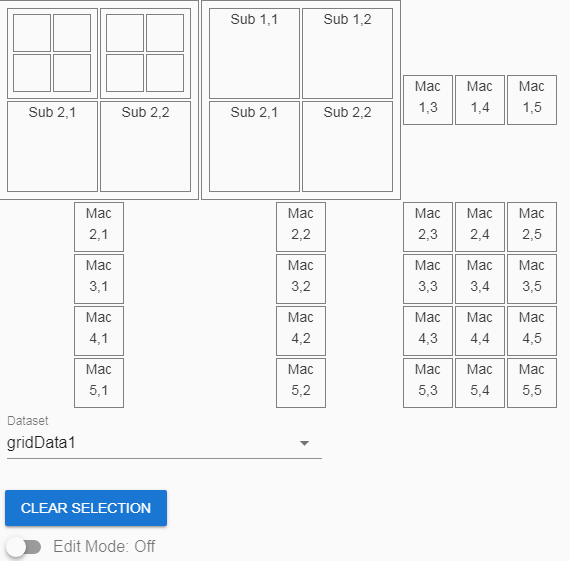 Sub 1,1 Sub 1,2
Sub 2,1 Sub 2,2 Sub 2,1 Sub 2,2
Mac Mac Mac
1,3 1,4 1,5
Mac Mac Mac Mac Mac
2,1 2,2 2,3 2,4 2,5
Mac Mac Mac Mac Mac
3,1 3,2 3,3 3,4 3,5
Mac Mac Mac Mac Mac
4,1 4,2 4,3 4,4 4,5
Mac Mac Mac Mac Mac
5,1 5,2 5,3 5,4 5,5
Dataset
gridData1
CLEAR SELECTION
Edit Mode: Off